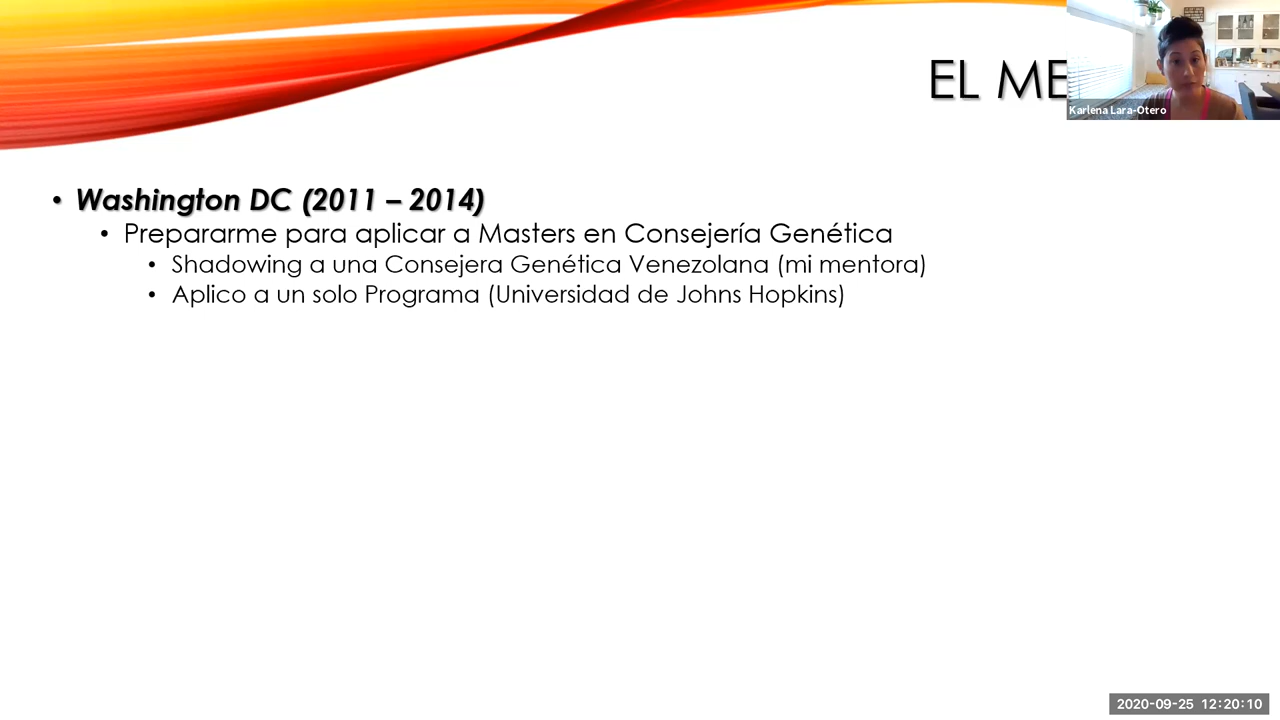 EL ME
Karlena Lara-Otero
• Washington DC (2011 – 2014)
• Prepararme para aplicar a Masters en Consejería Genética
• Shadowing a una Consejera Genética Venezolana (mi mentora)
• Aplico a un solo Programa (Universidad de Johns Hopkins)
2020-09-25 12:20:10